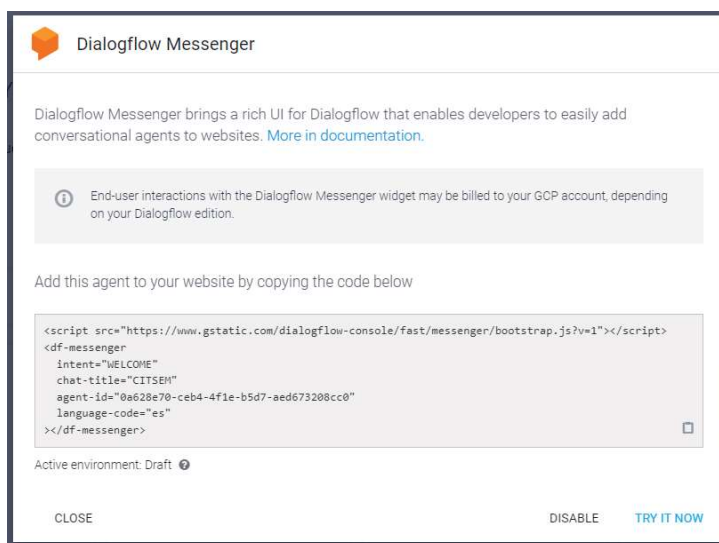 Dialogflow Messenger
Dialogflow Messenger brings a rich UI for Dialogflow that enables developers to easily add
conversational agents to websites. More in documentation.
End-user interactions with the Dialogflow Messenger widget may be billed to your GCP account, depending
on your Dialogflow edition.
Add this agent to your website by copying the code below
<script src="https://www.gstatic.com/dialogflow-console/fast/messenger/bootstrap.js?v=1"></script>
<df-messenger
  intent="WELCOME"
  chat-title="CITSEM"
  agent-id="0a628e70-ceb4-4f1e-b5d7-aed673208cc0"
  language-code="es"
></df-messenger>
Active environment: Draft
CLOSE DISABLE TRY IT NOW